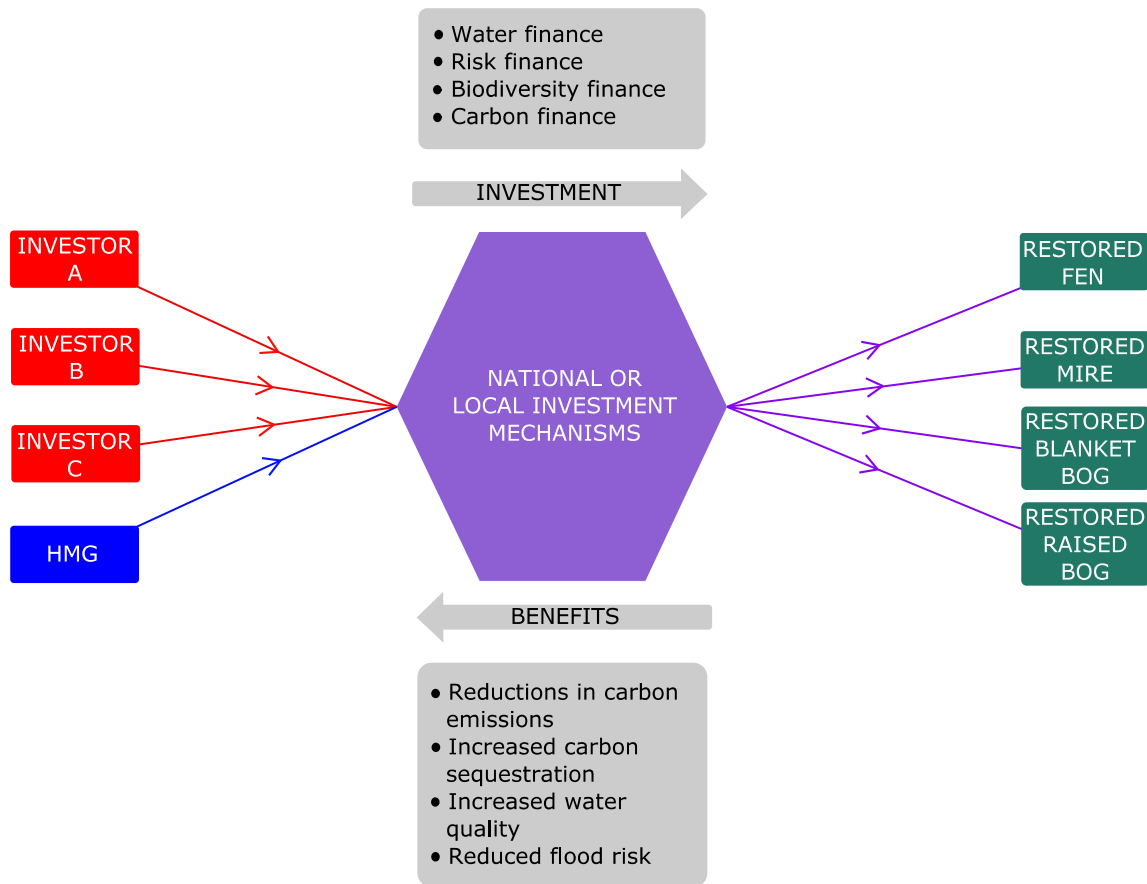 • Water finance
• Risk finance
• Biodiversity finance
• Carbon finance
INVESTMENT
INVESTOR
A
INVESTOR
B
INVESTOR
C
HMG
NATIONAL OR
LOCAL INVESTMENT
MECHANISMS
RESTORED
FEN
RESTORED
MIRE
RESTORED
BLANKET
BOG
RESTORED
RAISED
BOG
BENEFITS
• Reductions in carbon
emissions
• Increased carbon
sequestration
• Increased water
quality
• Reduced flood risk